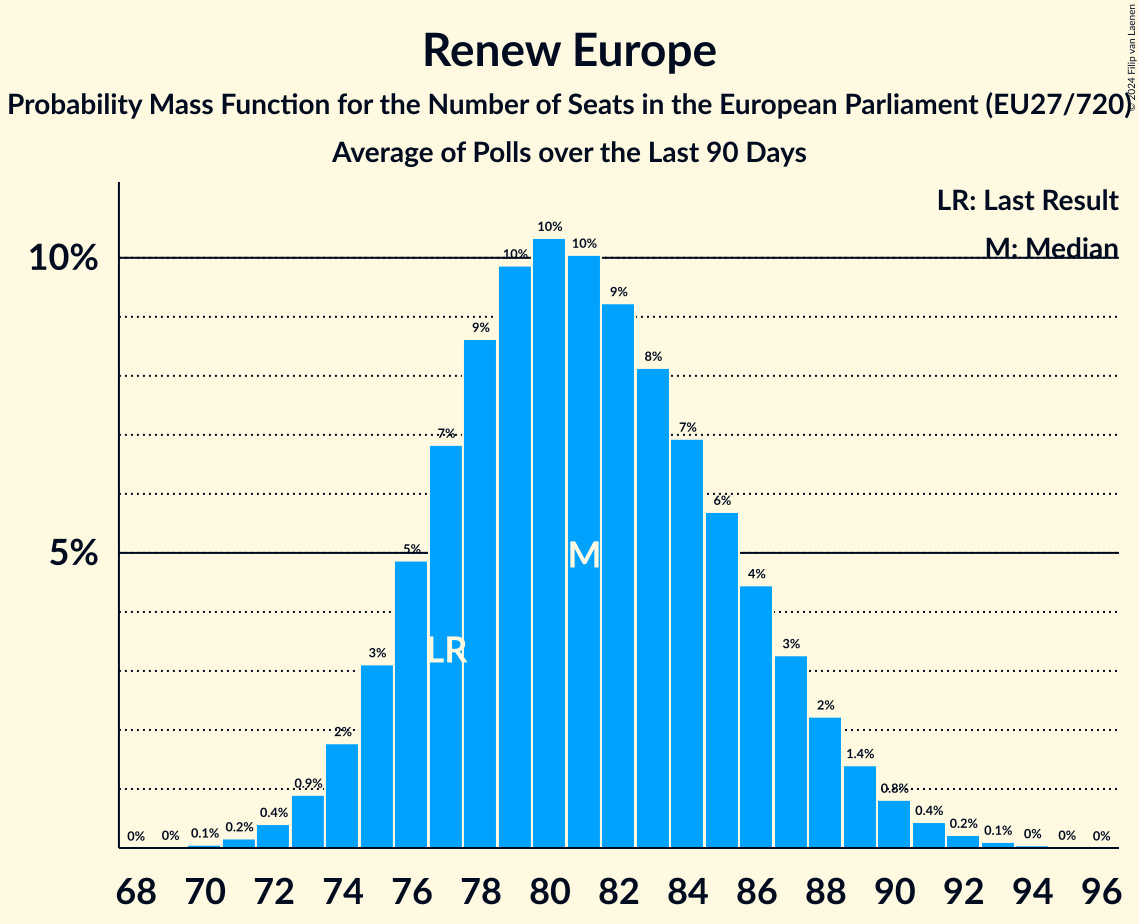 Renew Europe
Probability Mass Function for the Number of Seats in the European Parliament (EU27/720)
Average of Polls over the Last 90 Days
© 2024 Filip van Laenen
LR: Last Result
M: Median
10%
5%
0% 0% 0.1% 0.2% 0.4% 0.9% 2% 3% 5% 7% 9% 10% 10% 10% 9% 8% 7% 6% 4% 3% 2% 1.4% 0.8% 0.4% 0.2% 0.1% 0% 0% 0%
LR
M
68 70 72 74 76 78 80 82 84 86 88 90 92 94 96